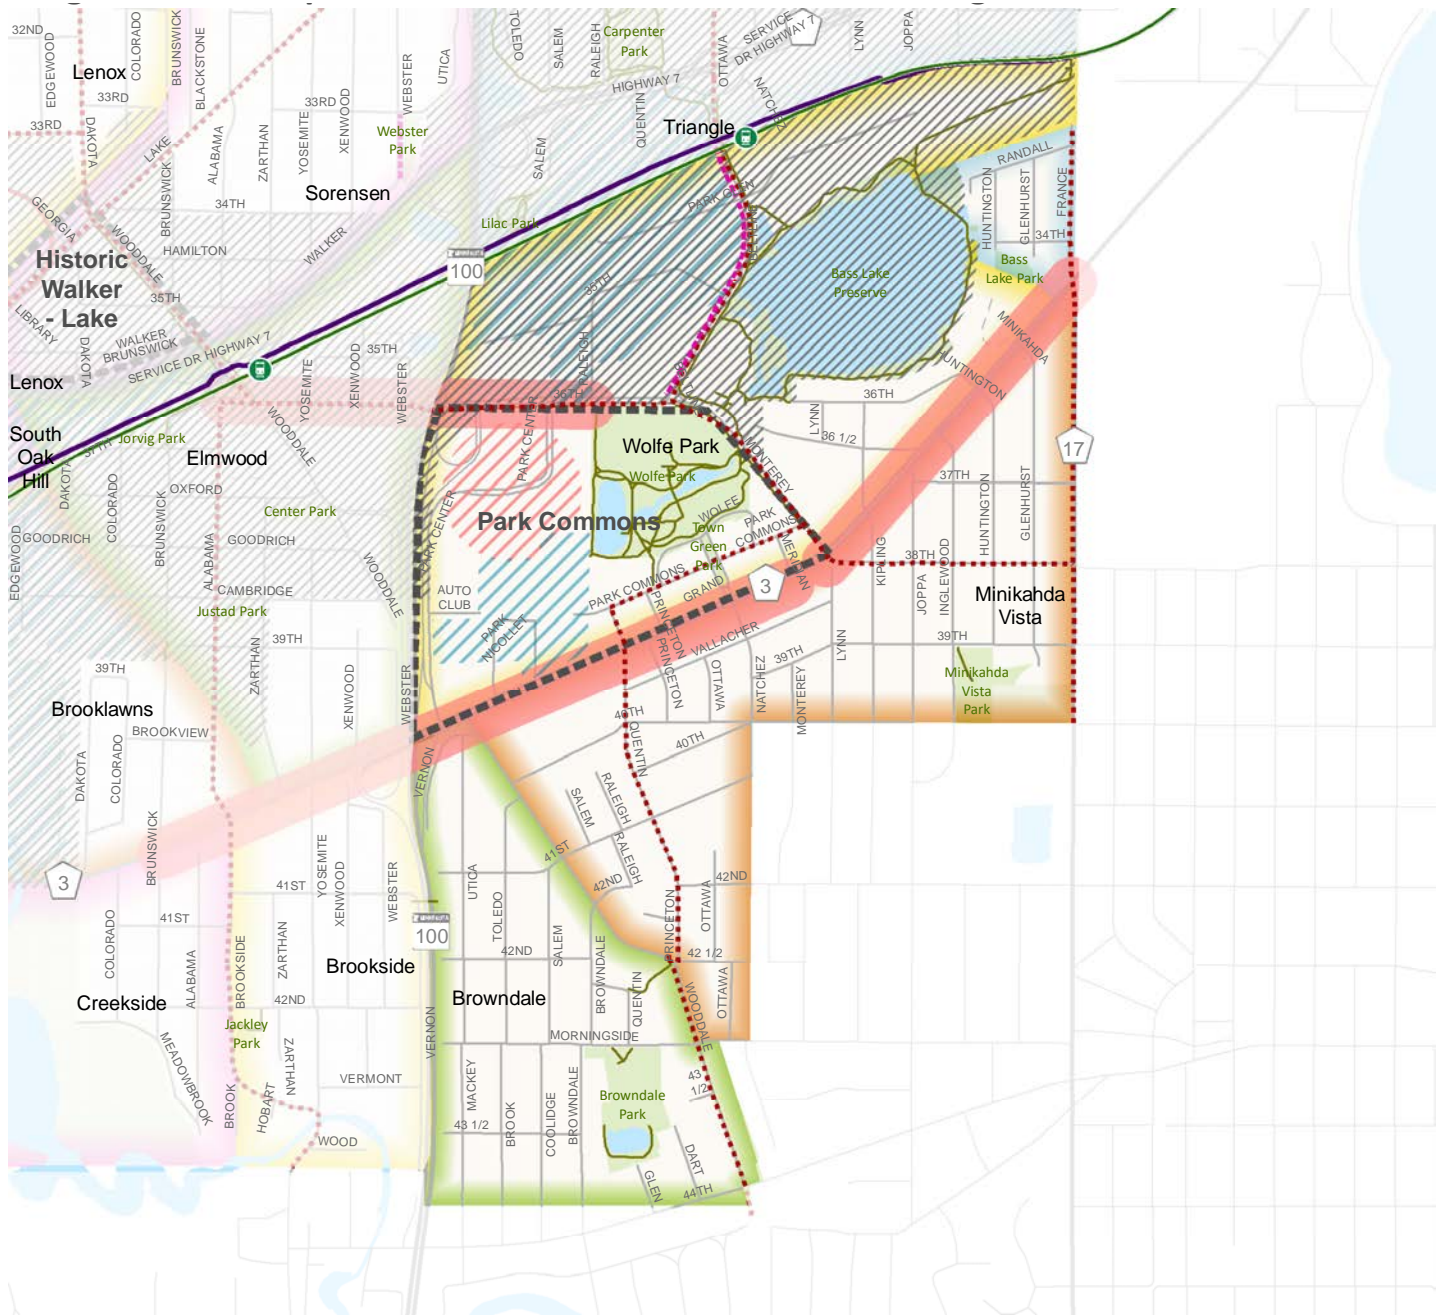 32ND
EDGEWOOD
COLORADO
BRUNSWICK
BLACKSTONE
WEBSTER
UTICA
TOLEDO
SALEM
RALEIGH
Carpenter
Park
OTTAWA
SERVICE
DR HIGHWAY 7
LYNN
JOPPA
Lenox
33RD
33RD
33RD
HIGHWAY 7
NATCHEZ
DAKOTA
LAKE
ALABAMA
ZARTHAN
YOSEMITE
XENWOOD
Webster
Park
QUENTIN
Triangle
SALEM
RANDALL
Sorensen
BRUNSWICK
34TH
PARK GLEN
HUNTINGTON
GLENHURST
FRANCE
GEORGIA
WOODDALE
HAMILTON
WALKER
Lilac Park
BELTLINE
34TH
Historic
Walker
- Lake
100
35TH
Bass Lake
Preserve
Bass
Lake Park
35TH
LIBRARY
DAKOTA
WALKER
BRUNSWICK
SERVICE DR HIGHWAY 7
35TH
YOSEMITE
XENWOOD
WEBSTER
RALEIGH
MINIKAHDA
HUNTINGTON
Lenox
36TH
36TH
LYNN
36 1/2
South
Oak
Hill
37TH
Jorvig Park
WOODDALE
Elmwood
PARK CENTER
Wolfe Park
Wolfe Park
MONTEREY
17
DAKOTA
COLORADO
OXFORD
BRUNSWICK
Center Park
PARK CENTER
Park Commons
WOLFE
PARK
COMMONS
Town
Green
Park
37TH
HUNTINGTON
GLENHURST
EDGEWOOD
GOODRICH
GOODRICH
ALABAMA
WOODDALE
MERIDIAN
KIPLING
38TH
JOPPA
INGLEWOOD
CAMBRIDGE
AUTO
CLUB
PARK COMMONS
GRAND
3
Minikahda
Vista
Justad Park
PARK
NICOLLET
PRINCETON
VALLACHER
39TH
ZARTHAN
39TH
LYNN
39TH
39TH
XENWOOD
WEBSTER
PRINCETON
OTTAWA
NATCHEZ
MONTEREY
Minikahda
Vista
Park
Brooklawns
BROOKVIEW
40TH
QUENTIN
40TH
DAKOTA
COLORADO
VERNON
SALEM
RALEIGH
BRUNSWICK
YOSEMITE
XENWOOD
WEBSTER
41ST
RALEIGH
3
41ST
UTICA
42ND
42ND
41ST
TOLEDO
PRINCETON
OTTAWA
COLORADO
ALABAMA
BROOKSIDE
ZARTHAN
100
42ND
SALEM
BROWNDALE
42 1/2
Brookside
Creekside
42ND
Browndale
QUENTIN
WOODDALE
OTTAWA
Jackley
Park
VERNON
MORNINGSIDE
MEADOWBROOK
ZARTHAN
VERMONT
MACKEY
BROOK
COOLIDGE
BROWNDALE
43
1/2
BROOK
HOBART
Browndale
Park
43 1/2
WOOD
DART
GLEN
44TH